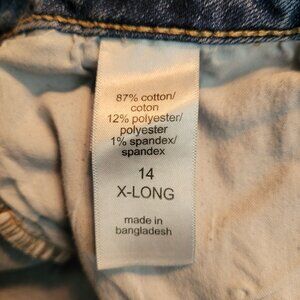 87% cotton/
coton
12% polyester/
polyester
1% spandex/
spandex
14
X-LONG
made in
bangladesh